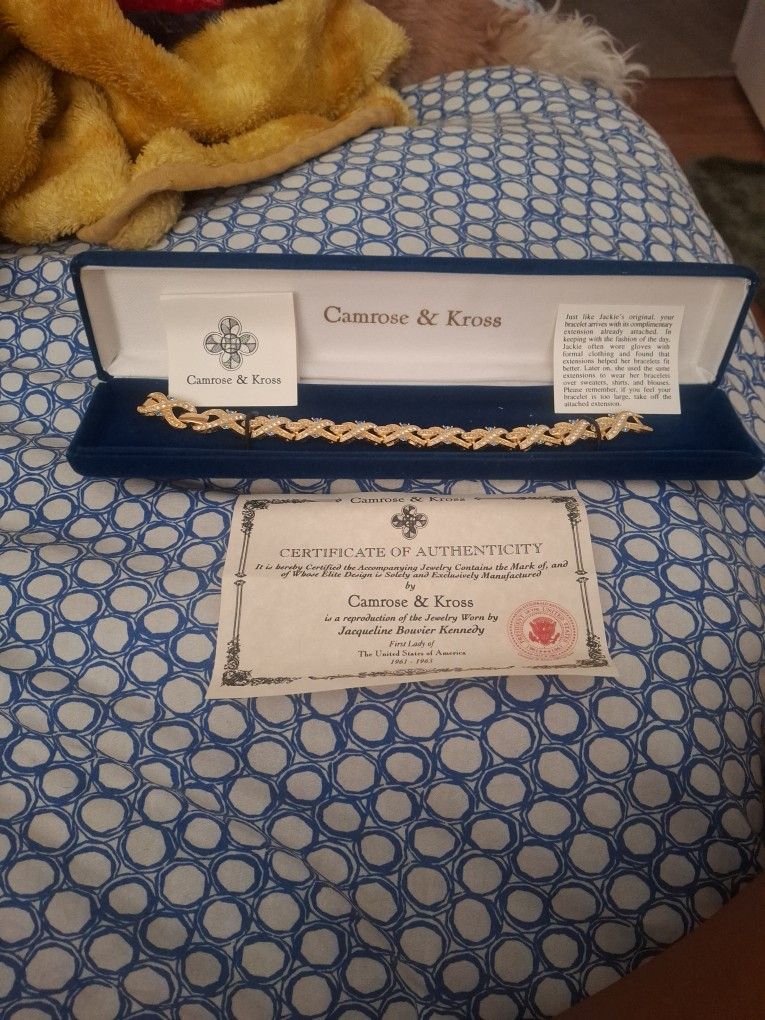 Camrose & Kross
Camrose & Kross
Just like Jackie's original, your
bracelet arrives with its complimentary
extension already attached. In
keeping with the fashion of the day,
Jackie often wore gloves with
formal clothing and found that
extensions helped her bracelets fit
better. Later on, she used the same
extensions to wear her bracelets
over sweaters, shirts, and blouses.
Please remember, if you feel your
bracelet is too large, take off the
attached extension.
Camrose & Kross
CERTIFICATE OF AUTHENTICITY
It is hereby Certified the Accompanying Jewelry Contains the Mark of, and
of Whose Elite Design is Solely and Exclusively Manufactured
by
Camrose & Kross
is a reproduction of the Jewelry Worn by
Jacqueline Bouvier Kennedy
First Lady of
The United States of America
1961 - 1963